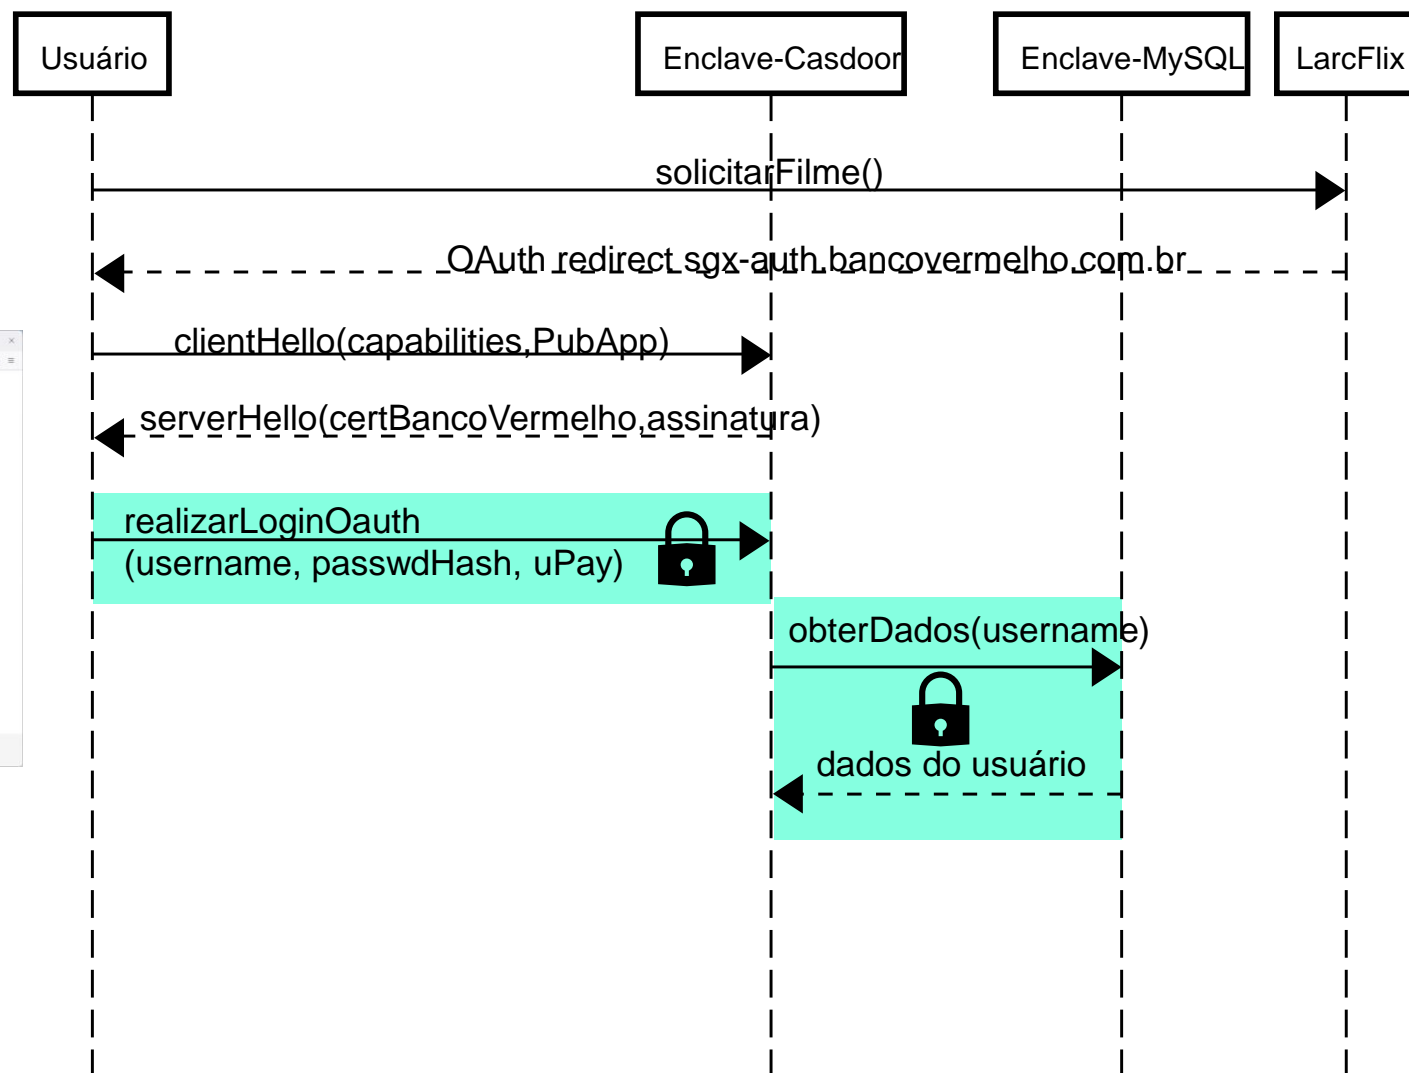 Usuário
Enclave-Casdoor
Enclave-MySQL
LarcFlix
solicitarFilme()
OAuth redirect sgx-auth.bancovermelho.com.br
clientHello(capabilities,PubApp)
serverHello(certBancoVermelho,assinatura)
realizarLoginOauth
(username, passwdHash, uPay)
obterDados(username)
dados do usuário